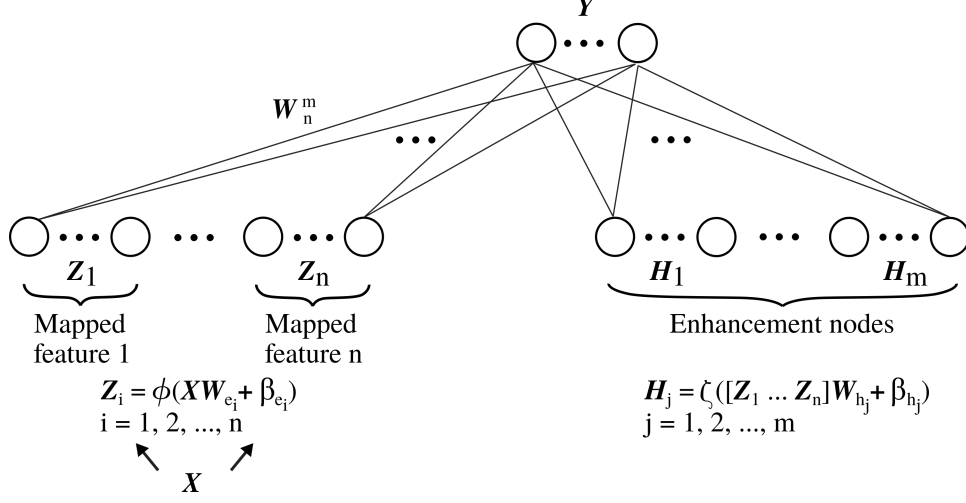 Y
W_n^m
... ...
... ... ... ... ... ...
Z_1 Z_n H_1 H_m
Mapped feature 1 Mapped feature n Enhancement nodes
Z_i = ϕ(XW_{e_i} + β_{e_i}) H_j = ζ([Z_1 ... Z_n]W_{h_j} + β_{h_j})
i = 1, 2, ..., n j = 1, 2, ..., m
X